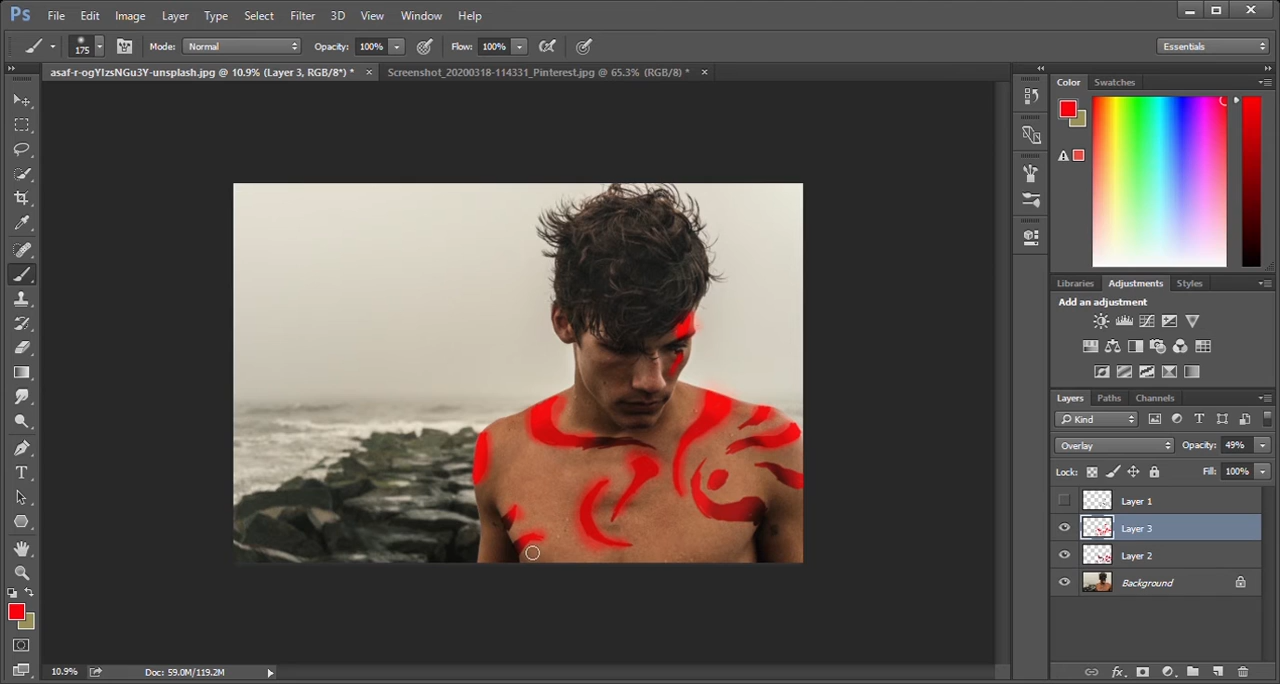 Ps File Edit Image Layer Type Select Filter 3D View Window Help
175 Mode: Normal Opacity: 100% Flow: 100% Essentials
asaf-r-ogYIzsNGu3Y-unsplash.jpg @ 10.9% (Layer 3, RGB/8*) * × Screenshot_20200318-114331_Pinterest.jpg @ 65.3% (RGB/8) * ×
Color Swatches
Libraries Adjustments Styles
Add an adjustment
Layers Paths Channels
Kind
Overlay Opacity: 49%
Lock: Fill: 100%
Layer 1
Layer 3
Layer 2
Background
10.9% Doc: 59.0M/119.2M